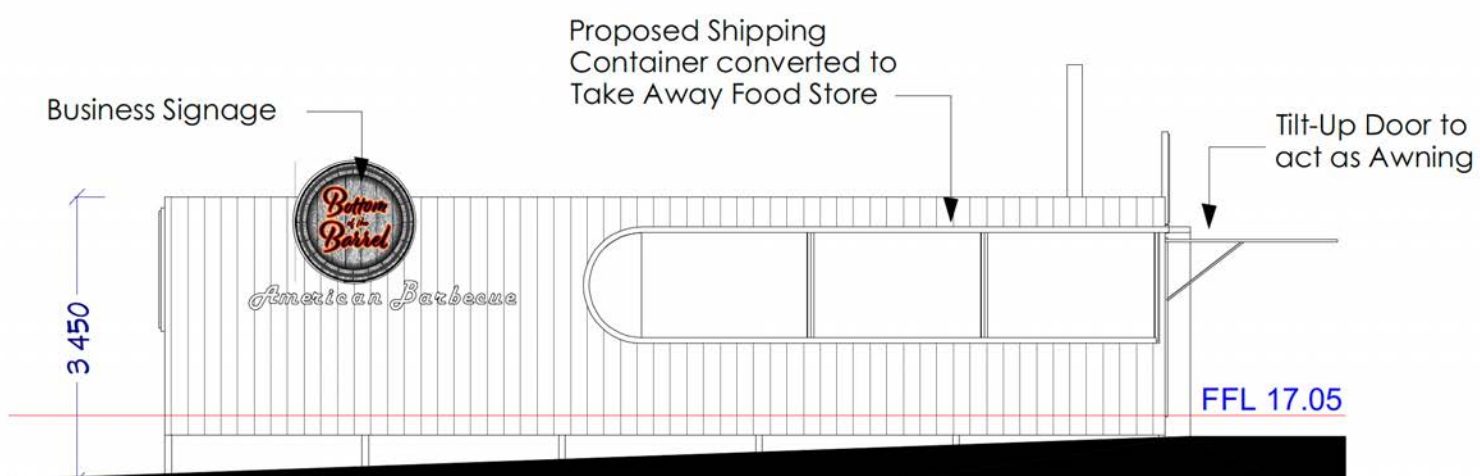 Proposed Shipping
Container converted to
Take Away Food Store
Business Signage
Tilt-Up Door to
act as Awning
Bottom
of the
Barrel
American Barbecue
3 450
FFL 17.05